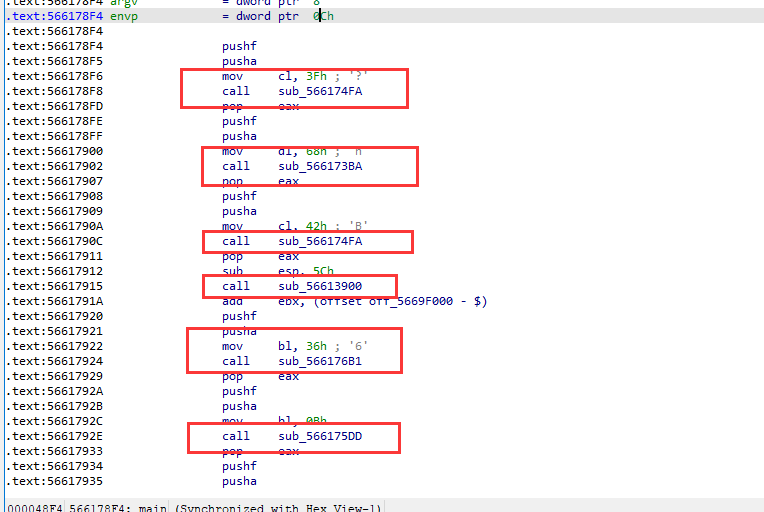 .text:566178F4 argv = dword ptr 8
.text:566178F4 envp = dword ptr 0Ch
.text:566178F4
.text:566178F4 pushf
.text:566178F5 pusha
.text:566178F6 mov cl, 3Fh ; '?'
.text:566178F8 call sub_566174FA
.text:566178FD pop eax
.text:566178FE pushf
.text:566178FF pusha
.text:56617900 mov dl, 68h ; 'h'
.text:56617902 call sub_566173BA
.text:56617907 pop eax
.text:56617908 pushf
.text:56617909 pusha
.text:5661790A mov cl, 42h ; 'B'
.text:5661790C call sub_566174FA
.text:56617911 pop eax
.text:56617912 sub esp, 5Ch
.text:56617915 call sub_56613900
.text:5661791A add ebx, (offset off_5669F000 - $)
.text:56617920 pushf
.text:56617921 pusha
.text:56617922 mov bl, 36h ; '6'
.text:56617924 call sub_566176B1
.text:56617929 pop eax
.text:5661792A pushf
.text:5661792B pusha
.text:5661792C mov bl, 0Bh
.text:5661792E call sub_566175DD
.text:56617933 pop eax
.text:56617934 pushf
.text:56617935 pusha
000048F4 566178F4: main (Synchronized with Hex View-1)